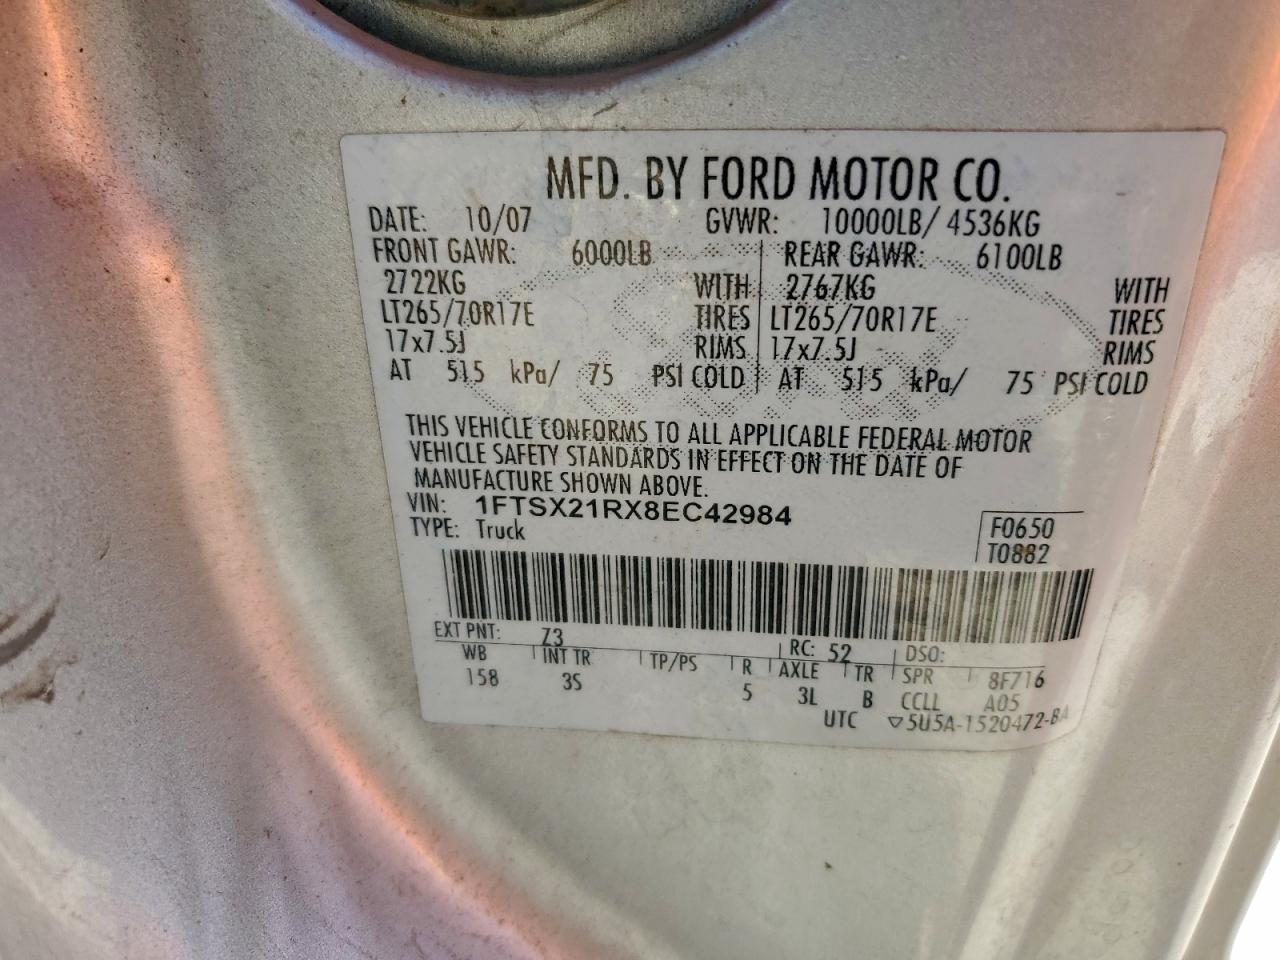 MFD. BY FORD MOTOR CO.
DATE: 10/07 GVWR: 10000LB/ 4536KG
FRONT GAWR: 6000LB REAR GAWR: 6100LB
2722KG WITH 2767KG WITH
LT265/70R17E TIRES LT265/70R17E TIRES
17x7.5J RIMS 17x7.5J RIMS
AT 515 kPa/ 75 PSI COLD AT 515 kPa/ 75 PSI COLD
THIS VEHICLE CONFORMS TO ALL APPLICABLE FEDERAL MOTOR
VEHICLE SAFETY STANDARDS IN EFFECT ON THE DATE OF
MANUFACTURE SHOWN ABOVE.
VIN: 1FTSX21RX8EC42984
TYPE: Truck
F0650
T0882
EXT PNT: Z3 RC: 52 DSO:
WB INT TR TP/PS R AXLE TR SPR 8F716
158 3S 5 3L B CCLL A05
UTC ▽5U5A-1520472-BA